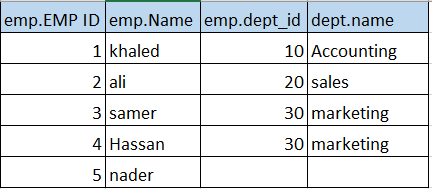 emp.EMP ID emp.Name emp.dept_id dept.name
1 khaled 10 Accounting
2 ali 20 sales
3 samer 30 marketing
4 Hassan 30 marketing
5 nader